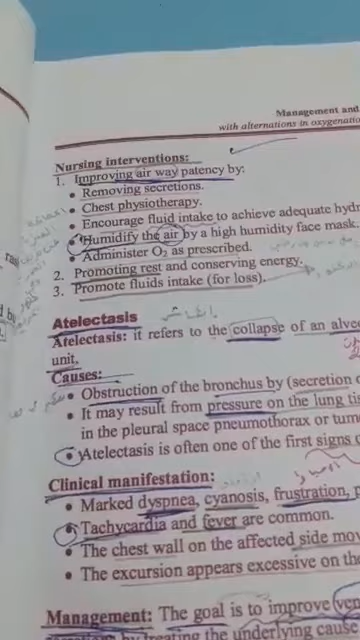 Management and
with alternations in oxygenatio
Nursing interventions:
1. Improving air way patency by:
• Removing secretions.
• Chest physiotherapy.
• Encourage fluid intake to achieve adequate hydr
• Humidify the air by a high humidity face mask.
• Administer O2 as prescribed.
2. Promoting rest and conserving energy.
3. Promote fluids intake (for loss).
Atelectasis
Atelectasis: it refers to the collapse of an alve
unit,
Causes:
• Obstruction of the bronchus by (secretion
• It may result from pressure on the lung tis
in the pleural space pneumothorax or tum
• Atelectasis is often one of the first signs
Clinical manifestation:
• Marked dyspnea, cyanosis, frustration, p
• Tachycardia and fever are common.
• The chest wall on the affected side mov
• The excursion appears excessive on the
Management: The goal is to improve ven
by treating the underlying cause